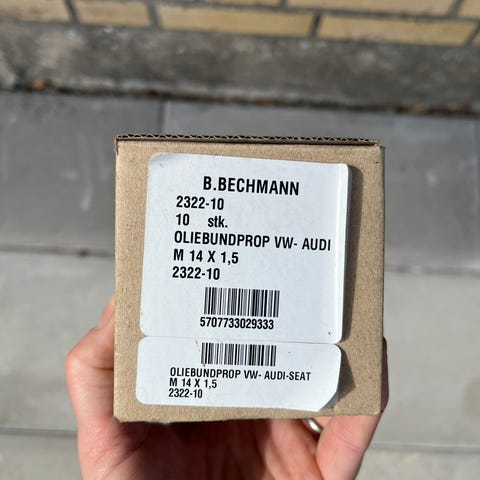 B.BECHMANN
2322-10
10 stk.
OLIEBUNDPROP VW- AUDI
M 14 X 1,5
2322-10
5707733029333
OLIEBUNDPROP VW- AUDI-SEAT
M 14 X 1,5
2322-10